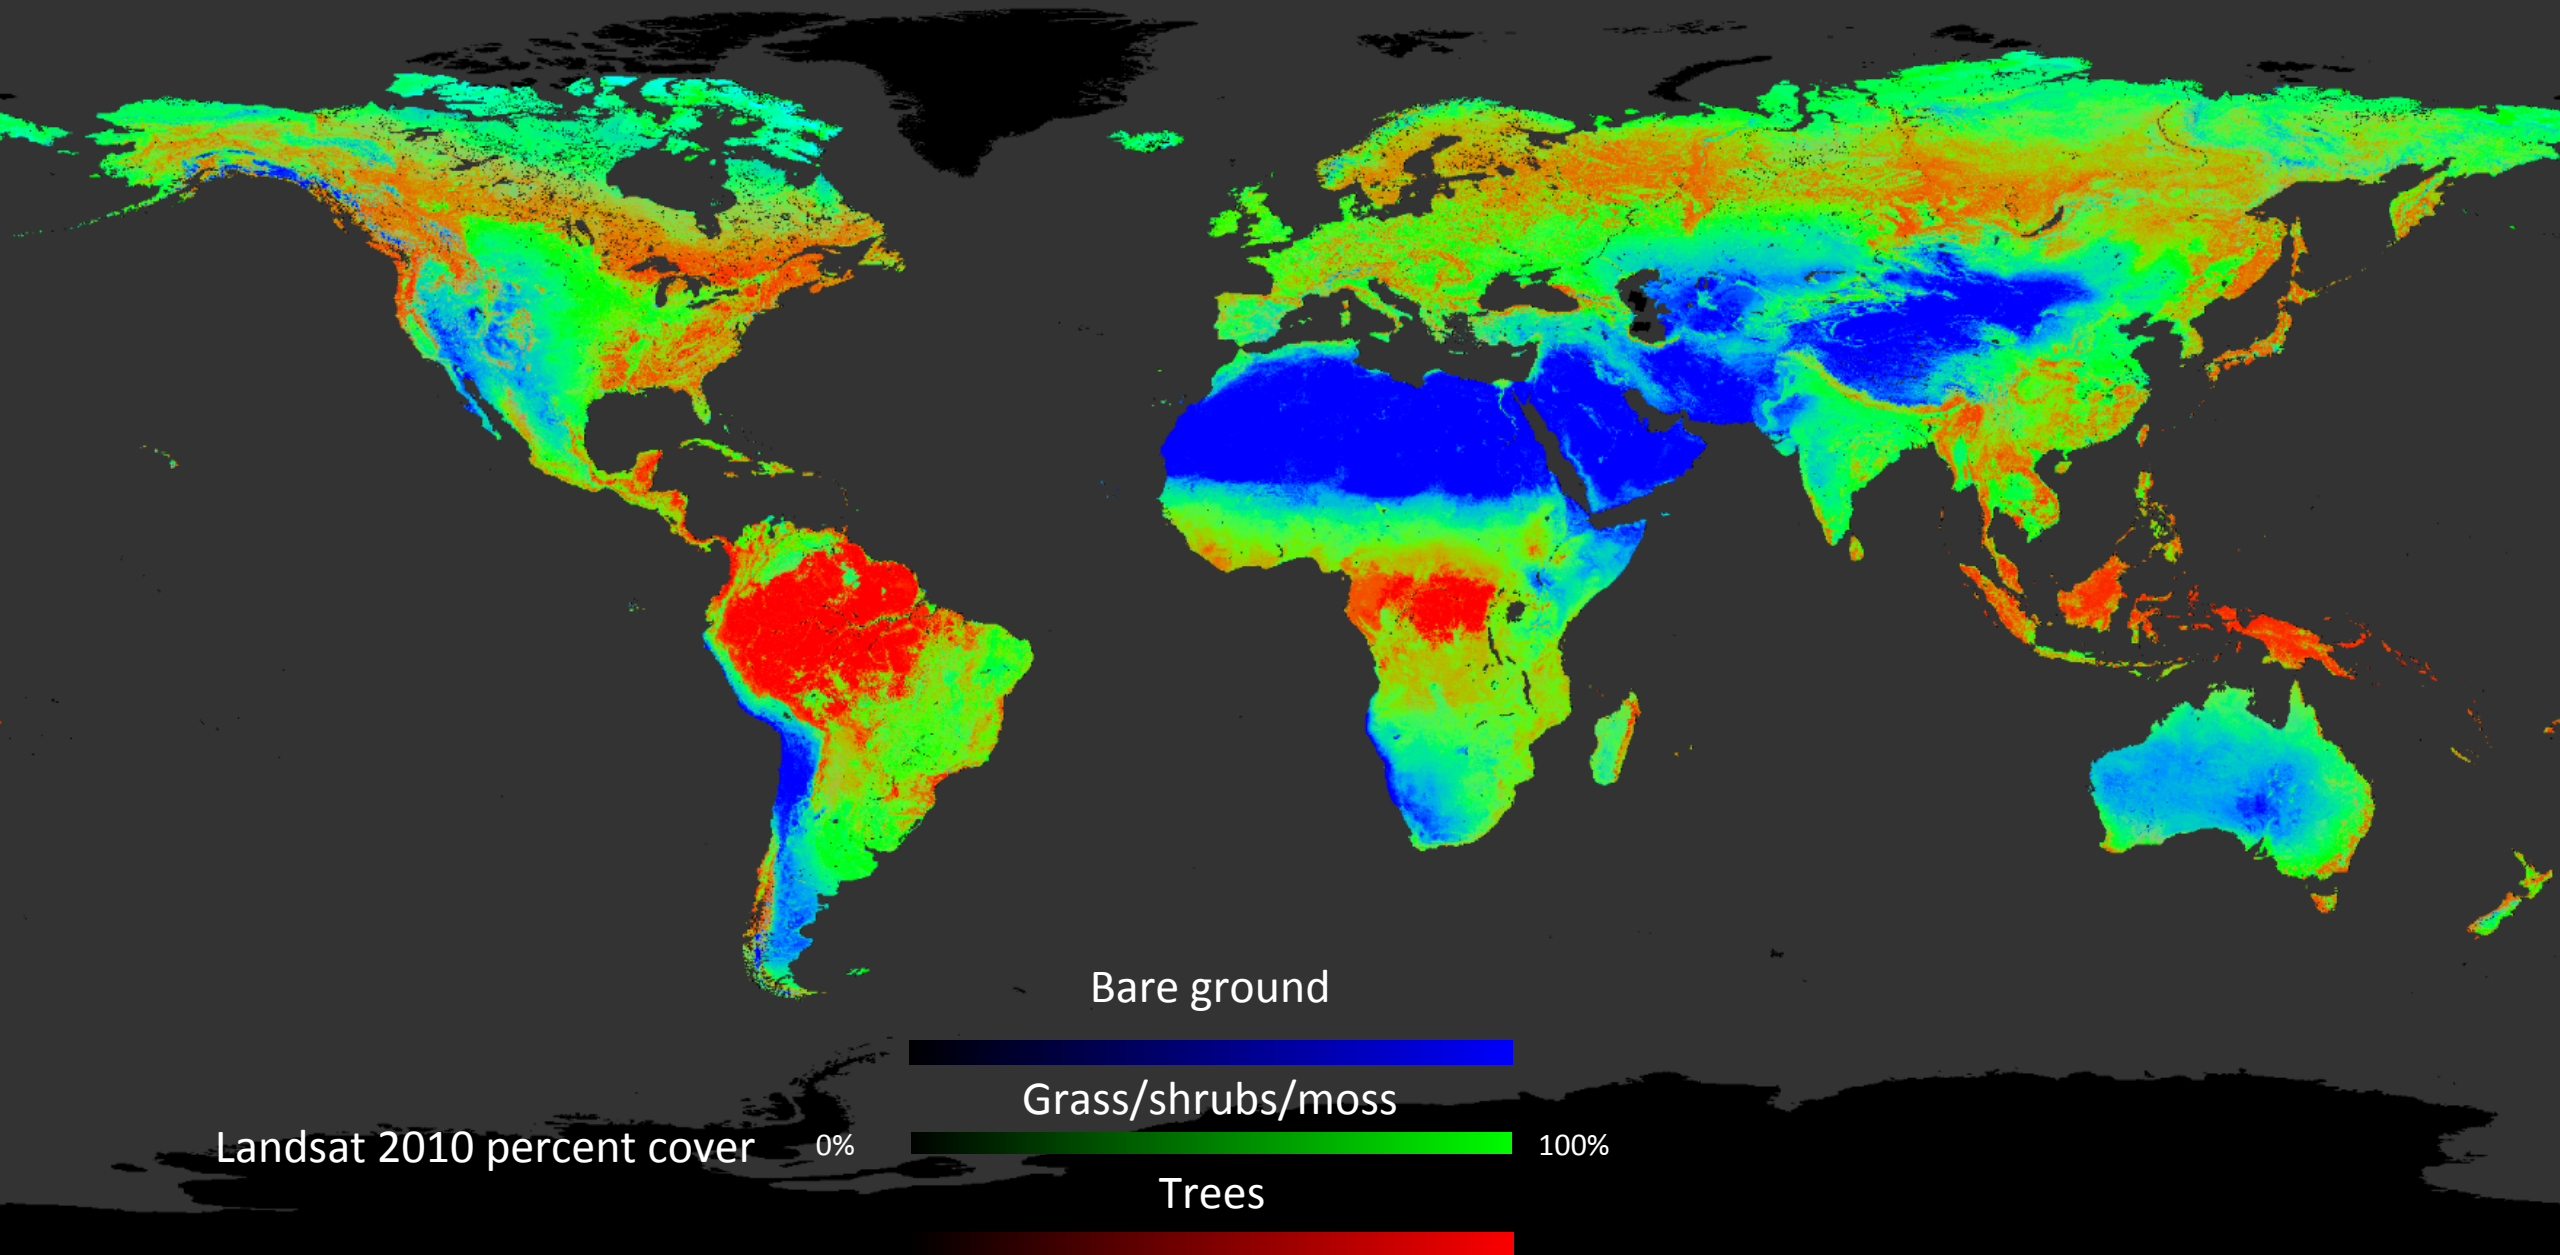 Bare ground
Grass/shrubs/moss
Landsat 2010 percent cover 0% 100%
Trees